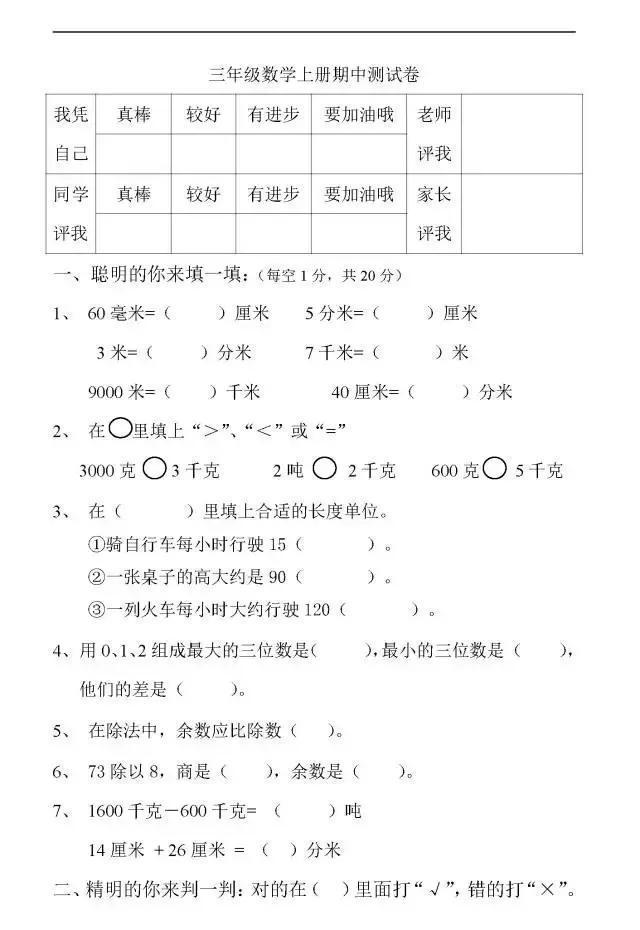 三年级数学上册期中测试卷
我凭自己 真棒 较好 有进步 要加油哦 老师评我
同学评我 真棒 较好 有进步 要加油哦 家长评我
一、聪明的你来填一填：（每空1分，共20分）
1、 60毫米=（ ）厘米 5分米=（ ）厘米
3米=（ ）分米 7千米=（ ）米
9000米=（ ）千米 40厘米=（ ）分米
2、 在○里填上“＞”、“＜”或“=”
3000克○3千克 2吨○ 2千克 600克○ 5千克
3、 在（ ）里填上合适的长度单位。
①骑自行车每小时行驶15（ ）。
②一张桌子的高大约是90（ ）。
③一列火车每小时大约行驶120（ ）。
4、用0、1、2组成最大的三位数是( )，最小的三位数是（ ），
他们的差是（ )。
5、 在除法中，余数应比除数（ )。
6、 73除以8，商是（ )，余数是（ )。
7、 1600千克－600千克= （ ）吨
14厘米 + 26厘米 = （ ）分米
二、精明的你来判一判：对的在（ ）里面打“√”，错的打“×”。